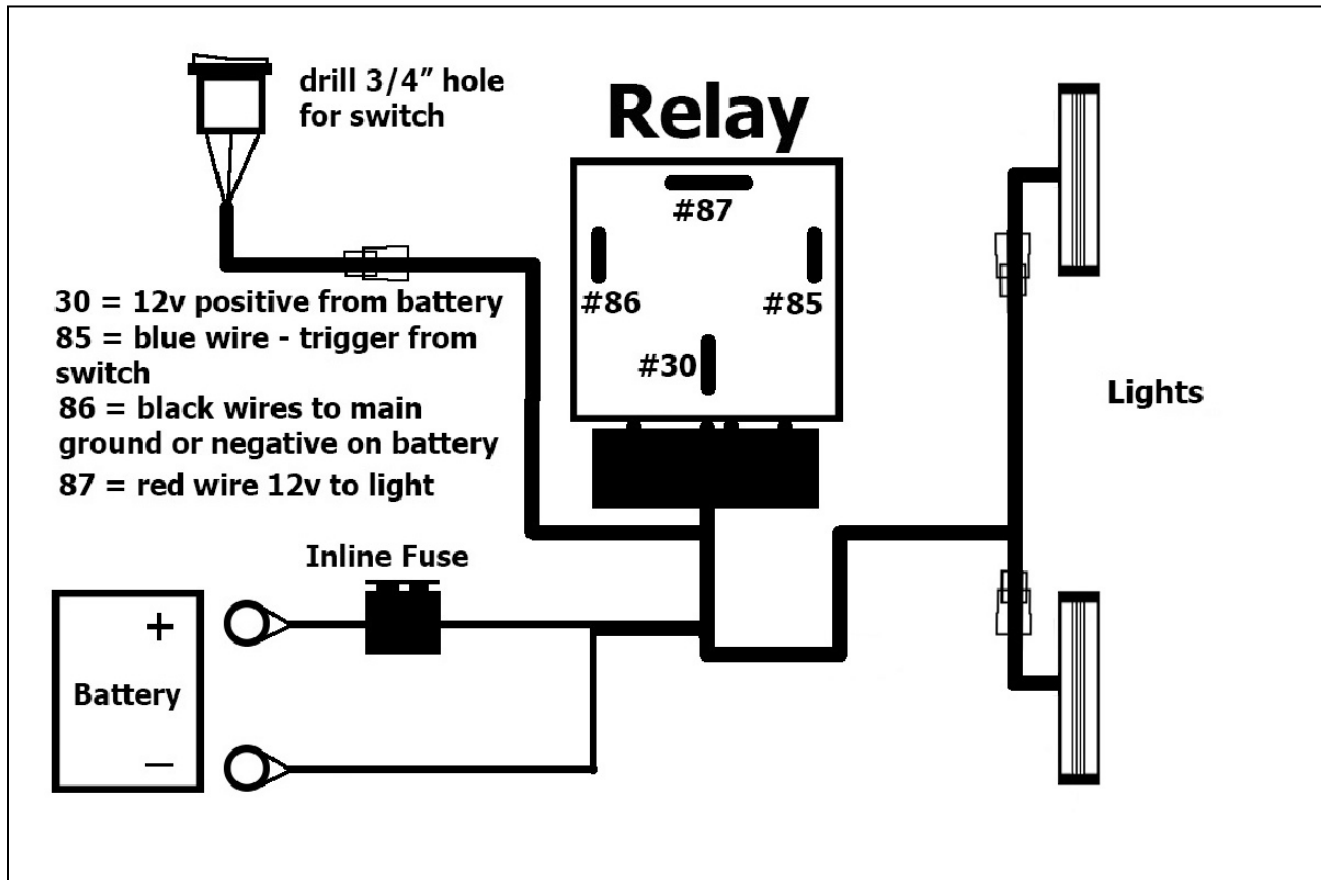 drill 3/4" hole
for switch
Relay
#87
#86
#85
#30
30 = 12v positive from battery
85 = blue wire - trigger from
switch
86 = black wires to main
ground or negative on battery
87 = red wire 12v to light
Lights
Inline Fuse
+
Battery
—